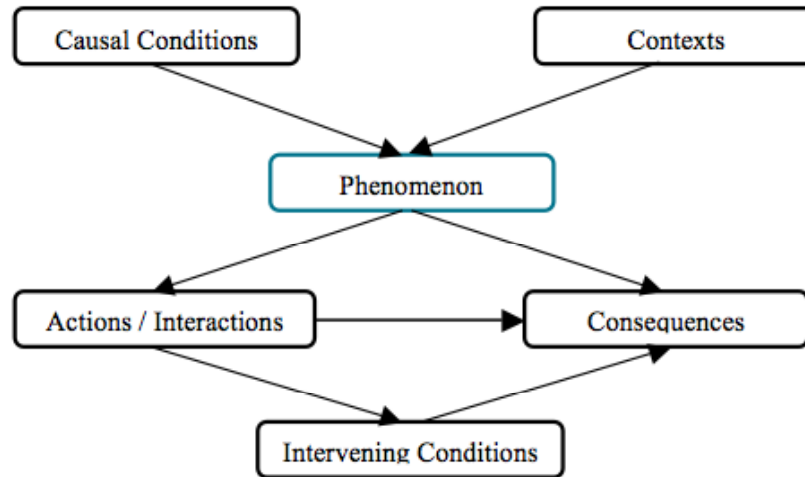 Causal Conditions
Contexts
Phenomenon
Actions / Interactions
Consequences
Intervening Conditions